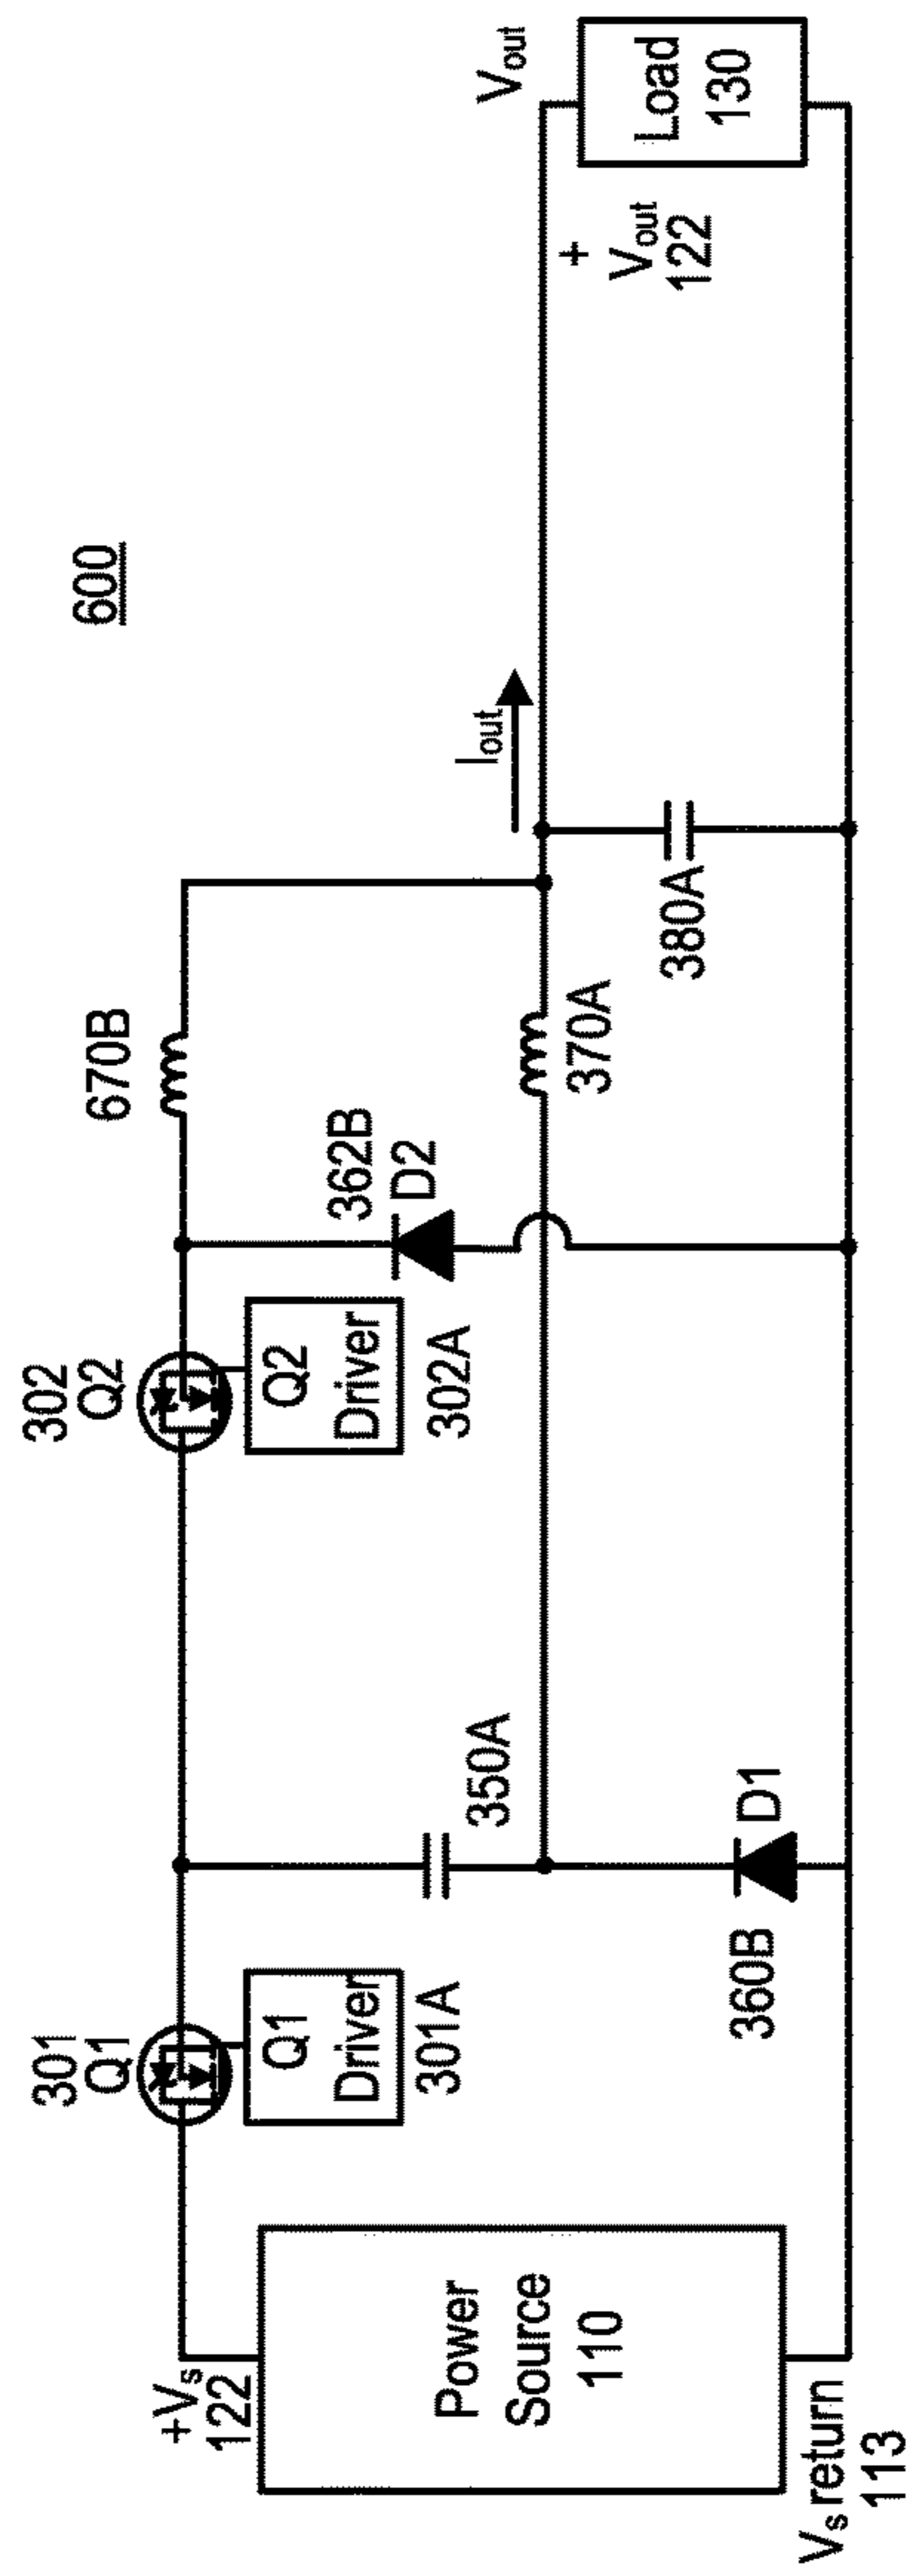 600
+Vs
122
Power
Source
110
Vs return
113
301
Q1
Q1
Driver
301A
350A
360B
D1
302
Q2
Q2
Driver
302A
362B
D2
670B
370A
380A
Iout
Vout
+
Vout
122
Load
130